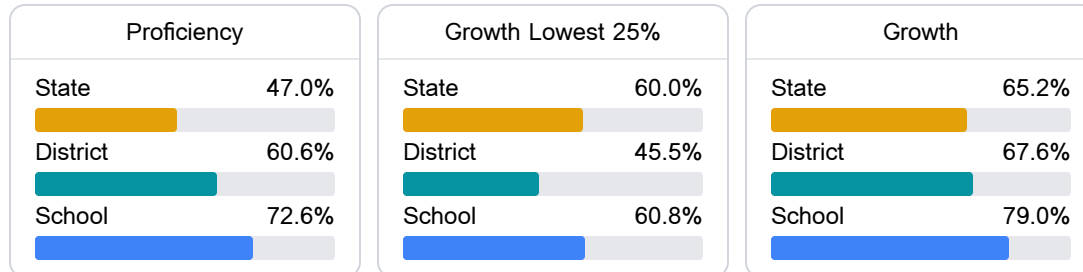 Proficiency
State 47.0%
District 60.6%
School 72.6%
Growth Lowest 25%
State 60.0%
District 45.5%
School 60.8%
Growth
State 65.2%
District 67.6%
School 79.0%